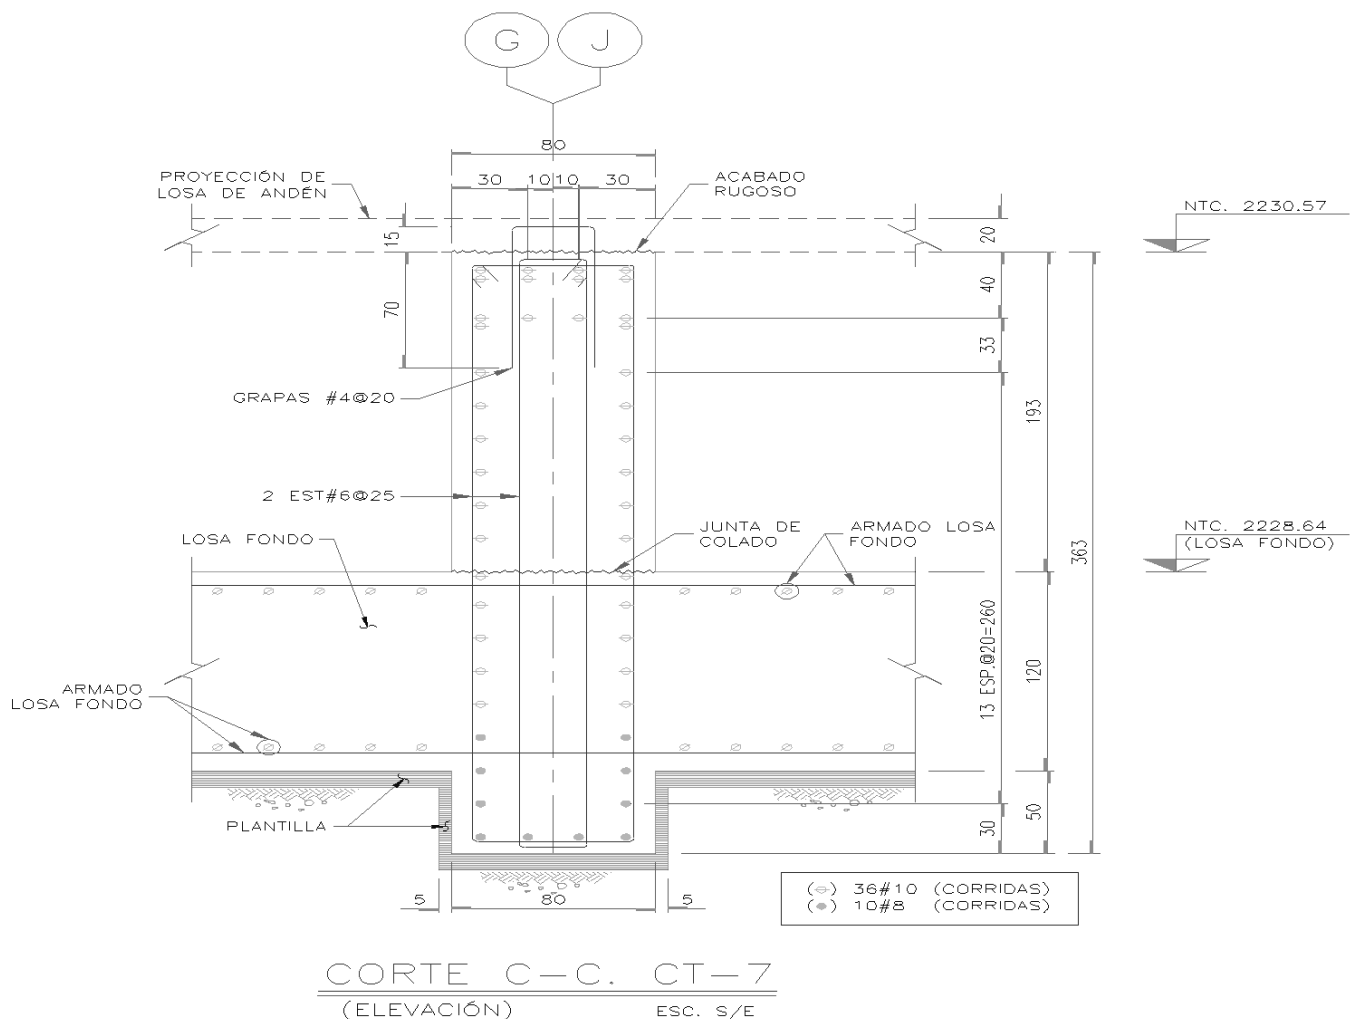 G J
80
PROYECCIÓN DE
LOSA DE ANDÉN
30 10 10 30
ACABADO
RUGOSO
NTC. 2230.57
15
20
70
40
33
GRAPAS #4@20
193
2 EST#6@25
LOSA FONDO
JUNTA DE
COLADO
ARMADO LOSA
FONDO
NTC. 2228.64
(LOSA FONDO)
363
13 ESP.@20=260
120
ARMADO
LOSA FONDO
PLANTILLA
30
50
5 80 5
(⊖) 36#10 (CORRIDAS)
(●) 10#8 (CORRIDAS)
CORTE C-C. CT-7
(ELEVACIÓN) ESC. S/E